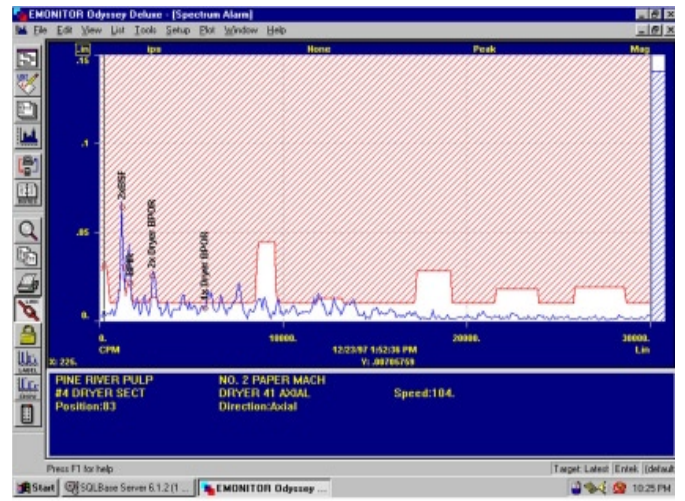 EMONITOR Odyssey Deluxe - [Spectrum Alarm]
File Edit View List Tools Setup Plot Window Help
.in ips None Peak Mag
.15
.1
.05
0.
2xBSF
2x Dryer BPOR
4x Dryer BPOR
0. 10000. 20000. 30000.
CPM 12/23/97 1:52:36 PM Lin
X: 226. Y: .00706759
PINE RIVER PULP NO. 2 PAPER MACH
#4 DRYER SECT DRYER 41 AXIAL Speed:104.
Position:83 Direction:Axial
Press F1 for help Target: Latest Entek (default
Start SQLBase Server 6.1.2 (1 ... EMONITOR Odyssey ... 10:25 PM